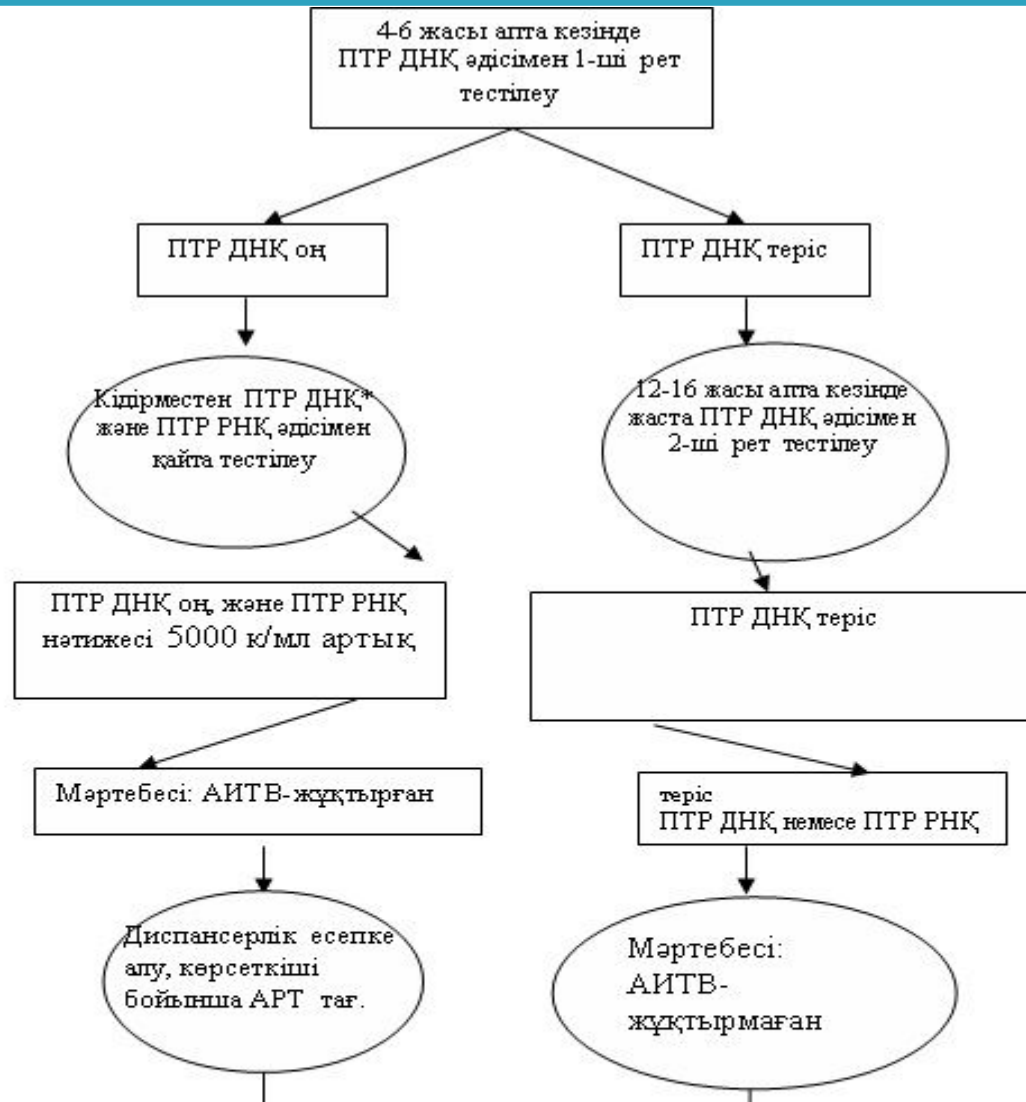 4-6 жасы апта кезінде
ПТР ДНҚ әдісімен 1-ші рет
тестілеу
ПТР ДНҚ оң
ПТР ДНҚ теріс
Кідірместен ПТР ДНҚ*
және ПТР РНҚ әдісімен
қайта тестілеу
12-16 жасы апта кезінде
жаста ПТР ДНҚ әдісімен
2-ші рет тестілеу
ПТР ДНҚ оң, және ПТР РНҚ
нәтижесі 5000 к/мл артық
ПТР ДНҚ теріс
Мәртебесі: АИТВ-жұқтырған
теріс
ПТР ДНҚ немесе ПТР РНҚ
Диспансерлік есепке
алу, көрсеткіші
бойынша АРТ тағ.
Мәртебесі:
АИТВ-
жұқтырмаған